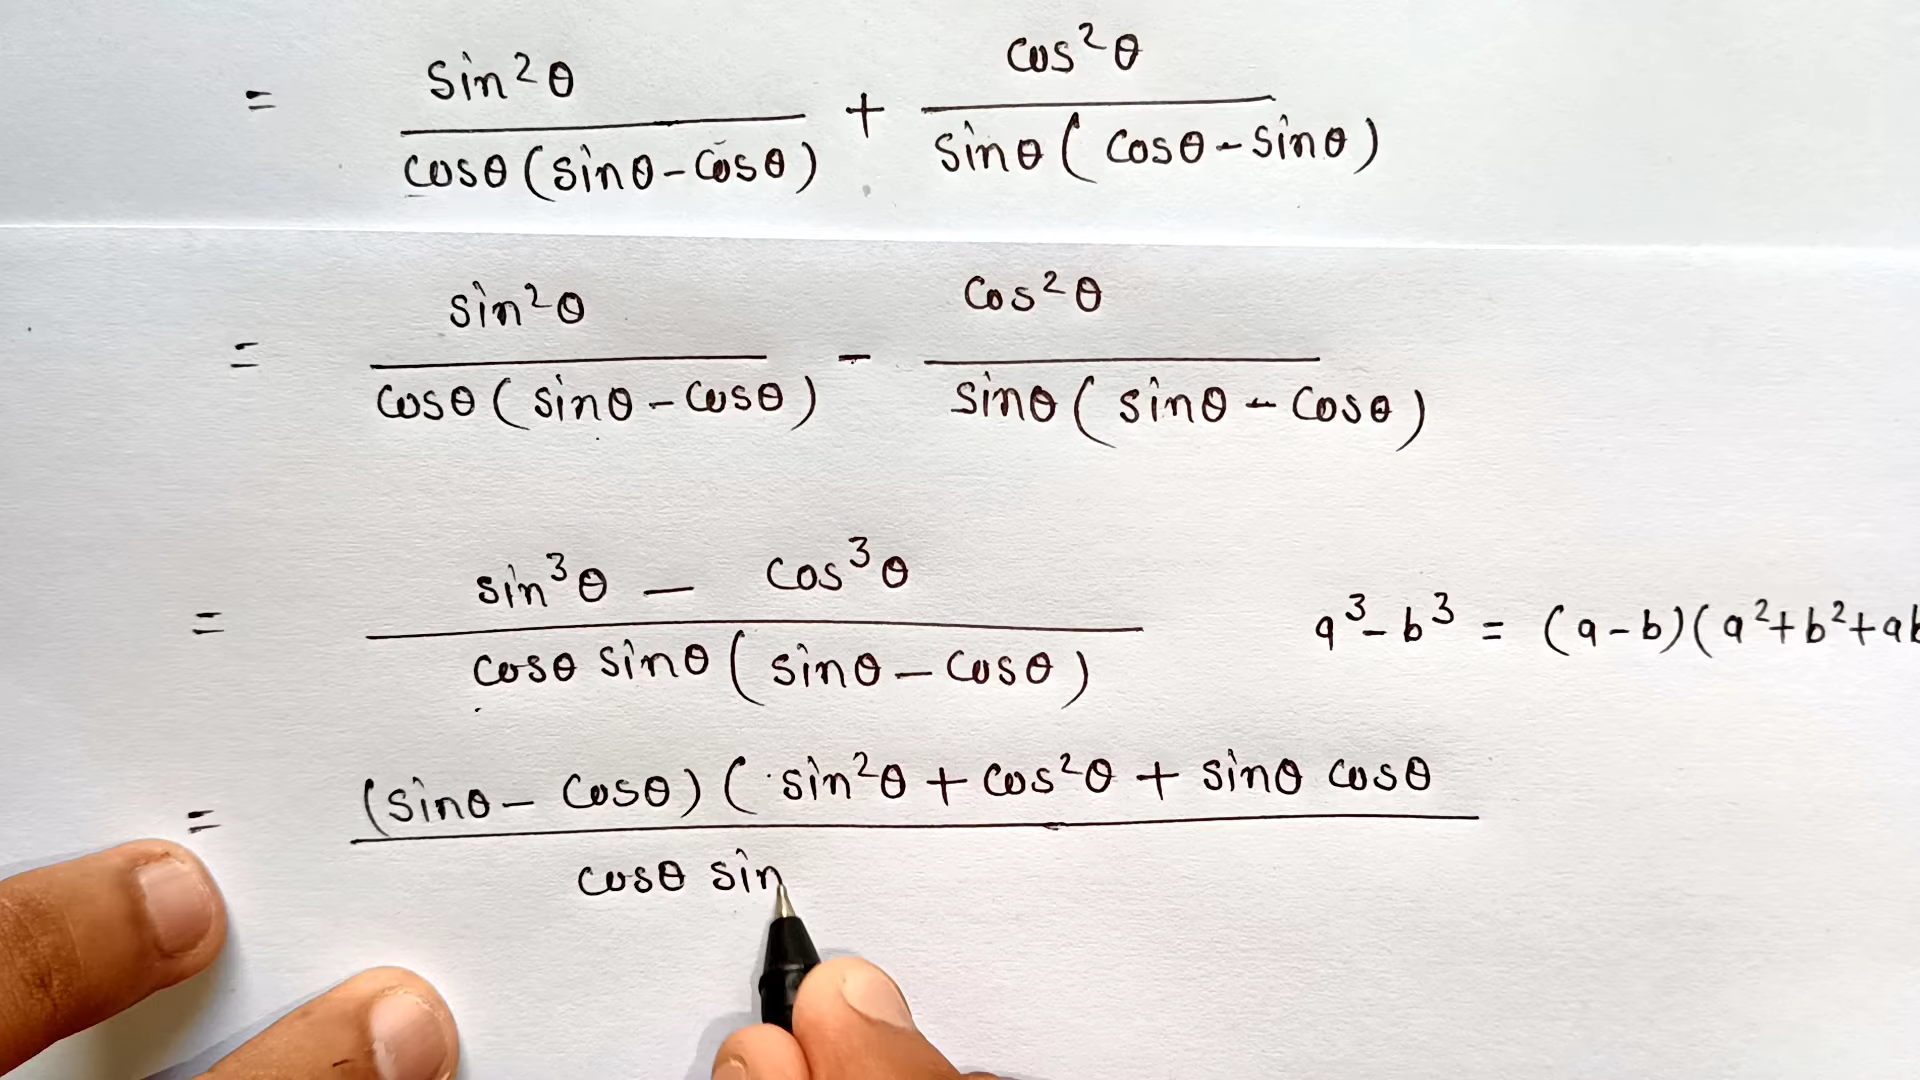 = sin²θ / cosθ (sinθ - cosθ) + cos²θ / sinθ ( cosθ - sinθ )
= sin²θ / cosθ ( sinθ - cosθ ) - cos²θ / sinθ ( sinθ - cosθ )
= sin³θ - cos³θ / cosθ sinθ ( sinθ - cosθ )
a³ - b³ = (a - b)(a² + b² + ab
= (sinθ - cosθ) ( sin²θ + cos²θ + sinθ cosθ / cosθ sin